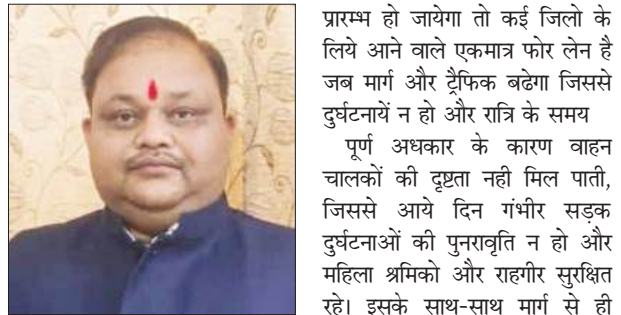 प्रारम्भ हो जायेगा तो कई जिलो के
लिये आने वाले एकमात्र फोर लेन है
जब मार्ग और ट्रैफिक बढेगा जिससे
दुर्घटनायें न हो और रात्रि के समय
पूर्ण अधकार के कारण वाहन
चालकों की दृष्टता नही मिल पाती,
जिससे आये दिन गंभीर सड़क
दुर्घटनाओं की पुनरावृति न हो और
महिला श्रमिको और राहगीर सुरक्षित
रहे। इसके साथ-साथ मार्ग से ही